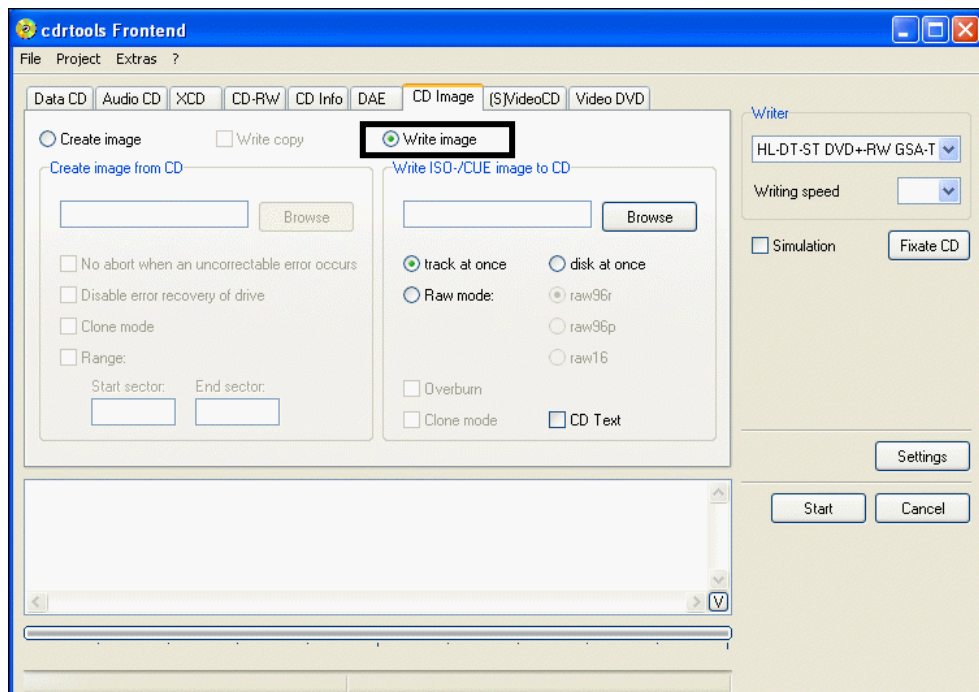 cdrtools Frontend
File Project Extras ?
Data CD Audio CD XCD CD-RW CD Info DAE CD Image (S)VideoCD Video DVD
Create image Write copy Write image
Create image from CD
Browse
No abort when an uncorrectable error occurs
Disable error recovery of drive
Clone mode
Range:
Start sector: End sector:
Write ISO-/CUE image to CD
Browse
track at once disk at once
Raw mode: raw96r
raw96p
raw16
Overburn
Clone mode CD Text
Writer
HL-DT-ST DVD+-RW GSA-T
Writing speed
Simulation Fixate CD
Settings
Start Cancel
V